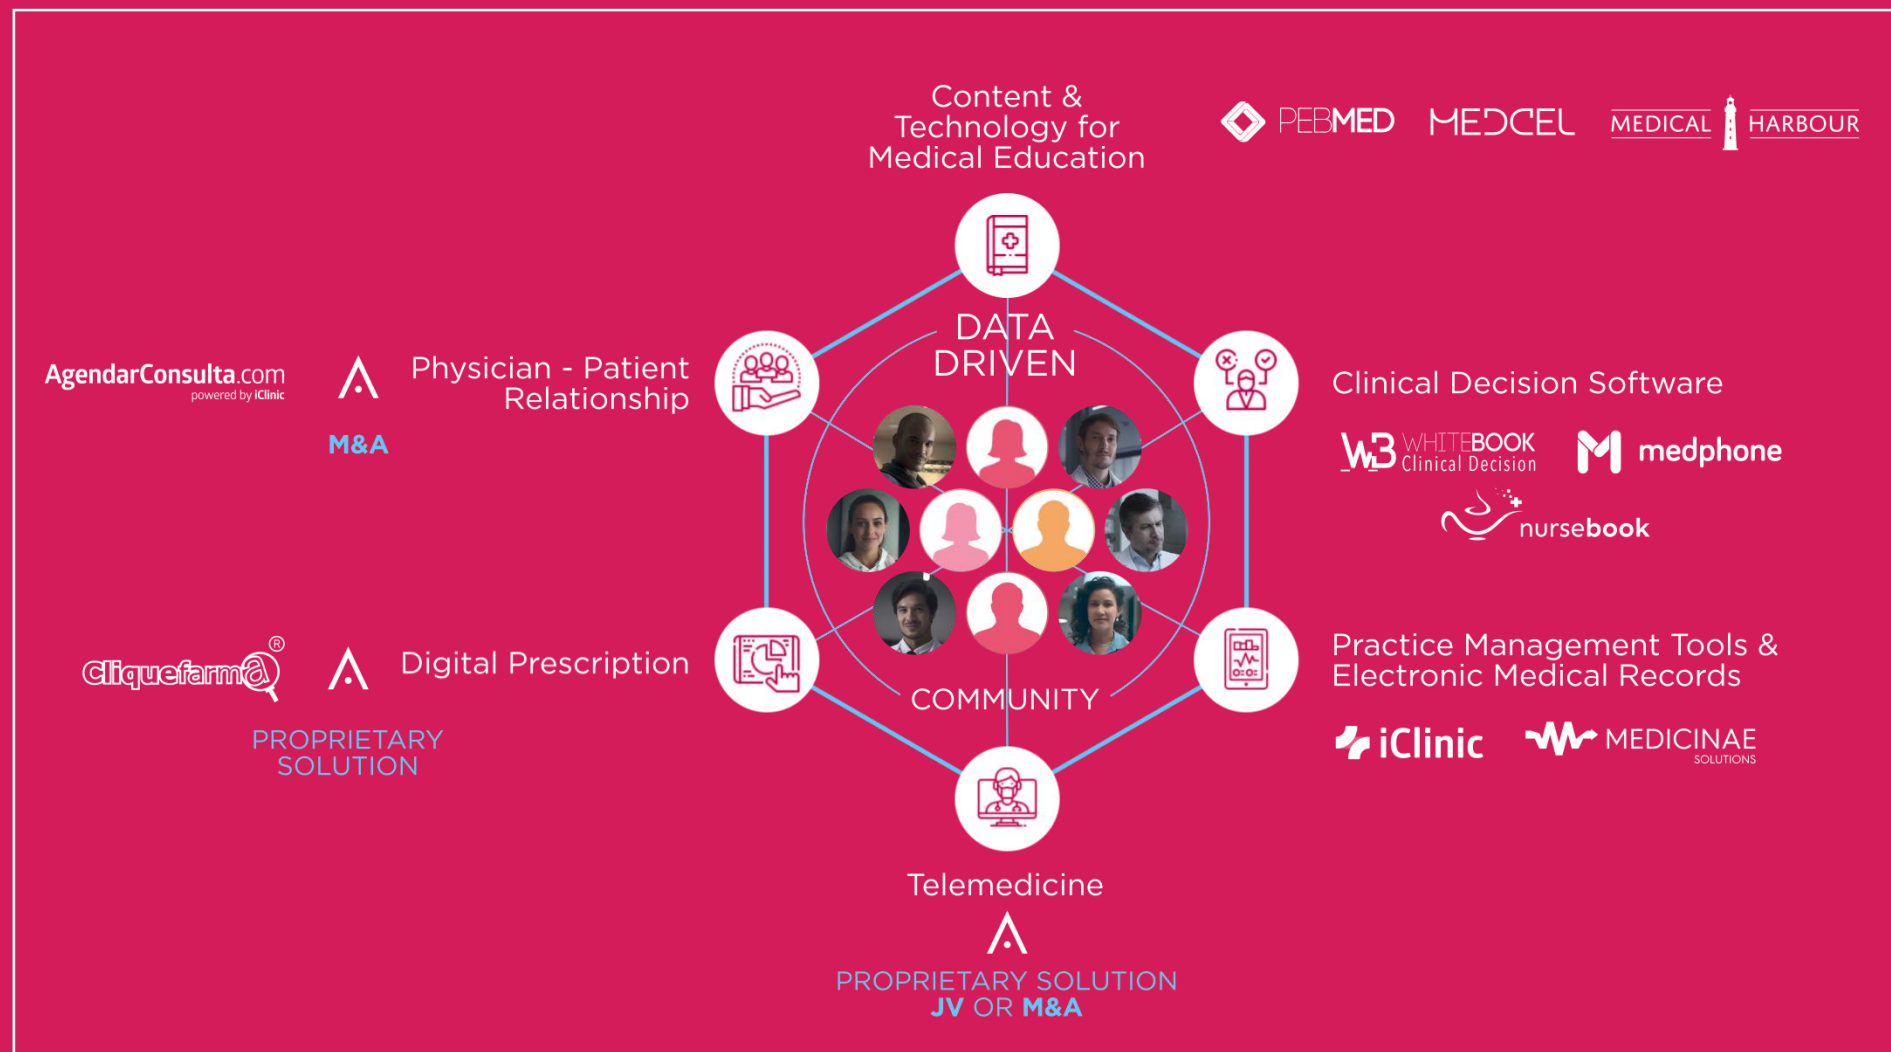 Content &
Technology for
Medical Education
PEBMED
MEDCEL
MEDICAL HARBOUR
DATA
DRIVEN
AgendarConsulta.com
powered by iClinic
M&A
Physician - Patient
Relationship
Clinical Decision Software
WB WHITEBOOK
Clinical Decision
medphone
nursebook
Cliquefarma®
Digital Prescription
PROPRIETARY
SOLUTION
COMMUNITY
Practice Management Tools &
Electronic Medical Records
iClinic
MEDICINAE
SOLUTIONS
Telemedicine
PROPRIETARY SOLUTION
JV OR M&A